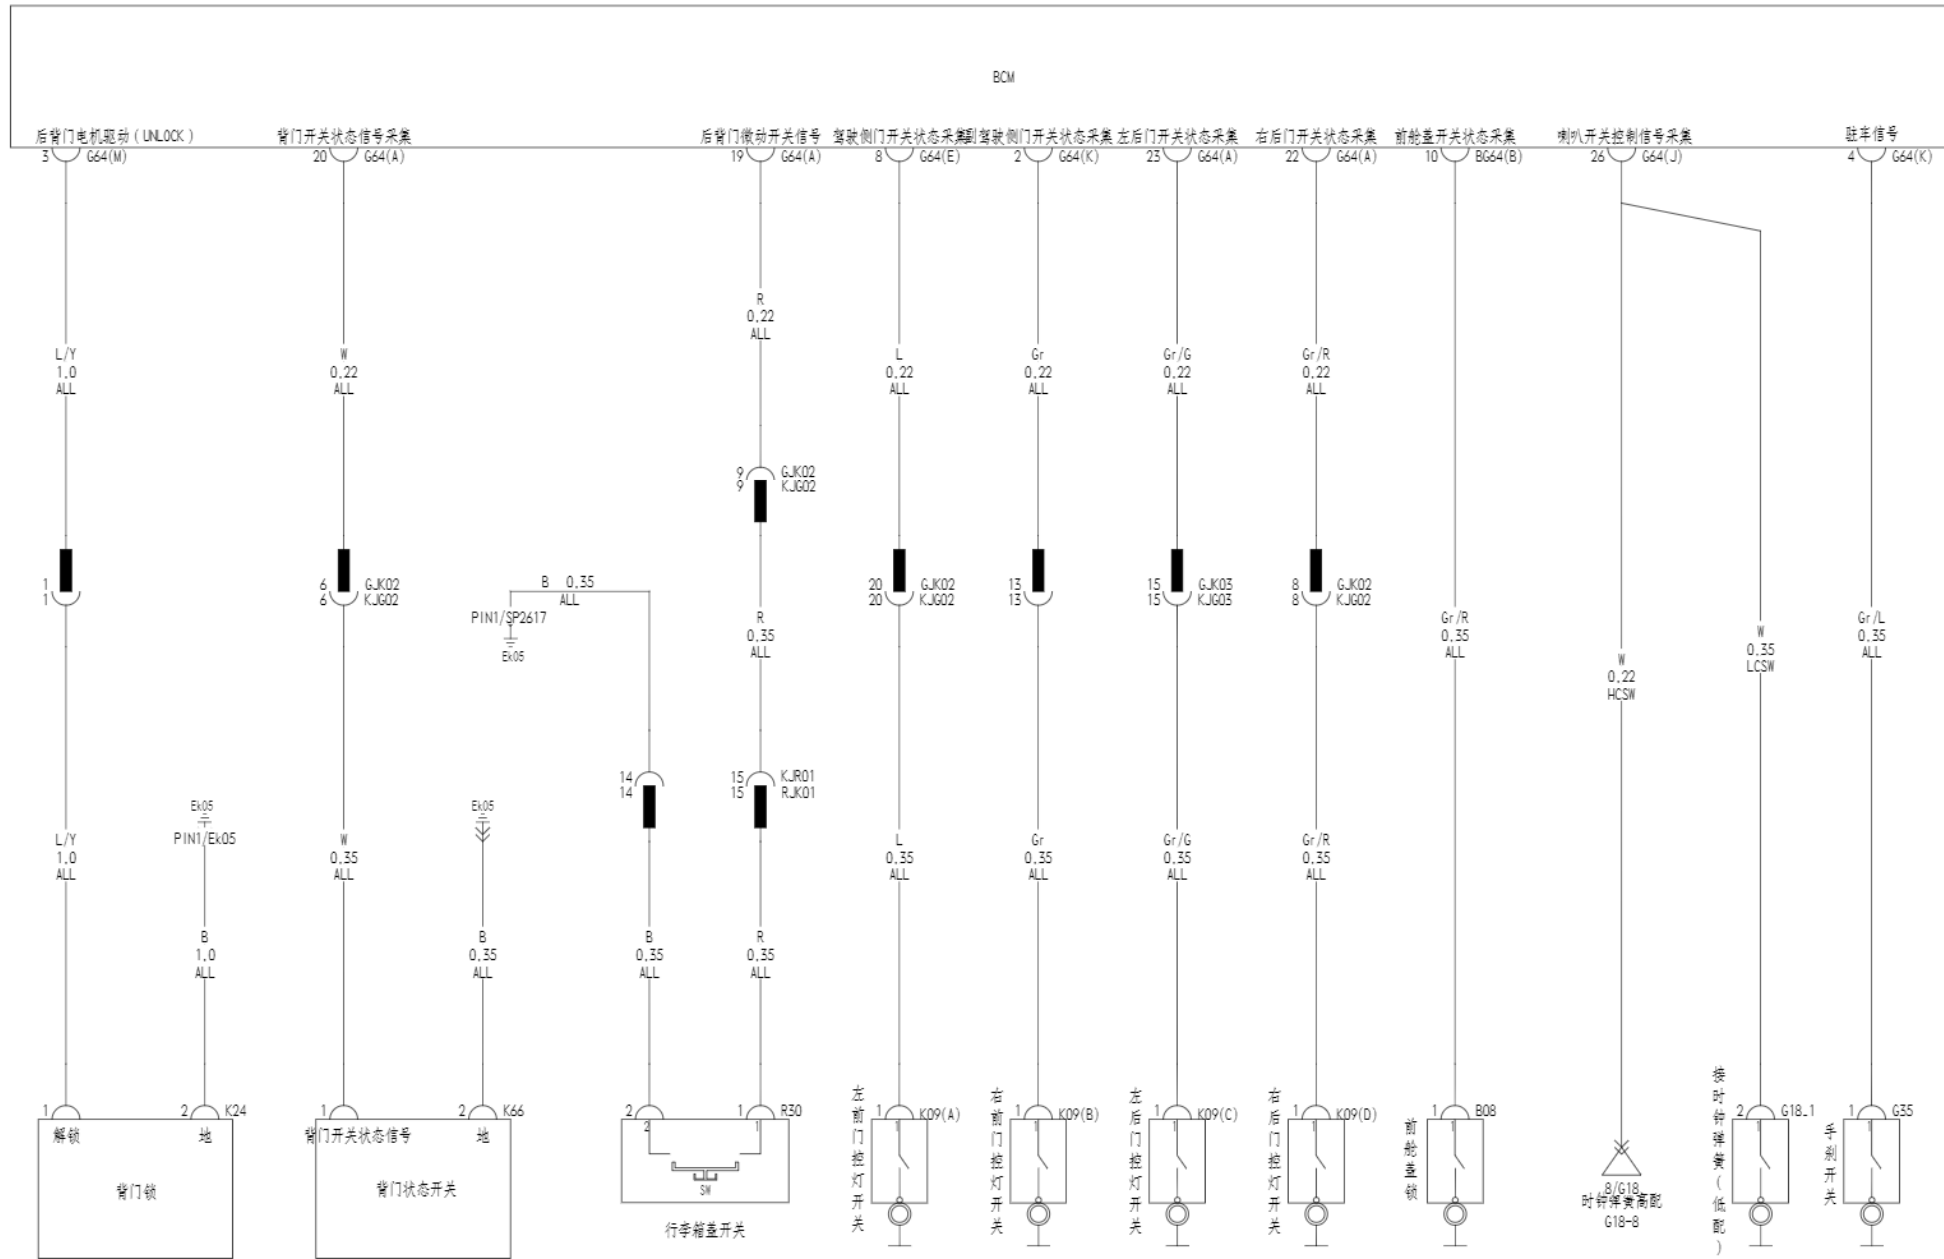 BCM
后背门电机驱动(UNLOCK)
背门开关状态信号采集
后背门微动开关信号
驾驶侧门开关状态采集
副驾驶侧门开关状态采集
左后门开关状态采集
右后门开关状态采集
前舱盖开关状态采集
喇叭开关控制信号采集
驻车信号
3 G64(M)
20 G64(A)
19 G64(A)
8 G64(E)
2 G64(K)
23 G64(A)
22 G64(A)
10 BG64(B)
26 G64(J)
4 G64(K)
R
0.22
ALL
L/Y
1.0
ALL
W
0.22
ALL
L
0.22
ALL
Gr
0.22
ALL
Gr/G
0.22
ALL
Gr/R
0.22
ALL
9 GJK02
9 KJG02
1
1
6 GJK02
6 KJG02
B 0.35
ALL
PIN1/SP2617
Ek05
20 GJK02
20 KJG02
13
13
15 GJK03
15 KJG03
8 GJK02
8 KJG02
R
0.35
ALL
Gr/R
0.35
ALL
W
0.22
HCSW
W
0.35
LCSW
Gr/L
0.35
ALL
14
14
15 KJR01
15 RJK01
Ek05
PIN1/Ek05
Ek05
L/Y
1.0
ALL
W
0.35
ALL
L
0.35
ALL
Gr
0.35
ALL
Gr/G
0.35
ALL
Gr/R
0.35
ALL
B
1.0
ALL
B
0.35
ALL
B
0.35
ALL
R
0.35
ALL
1
2 K24
解锁
地
背门锁
1
2 K66
背门开关状态信号
地
背门状态开关
2
1 R30
2
1
SW
行李箱盖开关
左前门控灯开关
1 K09(A)
1
右前门控灯开关
1 K09(B)
1
左后门控灯开关
1 K09(C)
1
右后门控灯开关
1 K09(D)
1
前舱盖锁
1 B08
1
8/G18
时钟弹簧高配
G18-8
接时钟弹簧(低配)
2 G18_1
1
手刹开关
1 G35
1